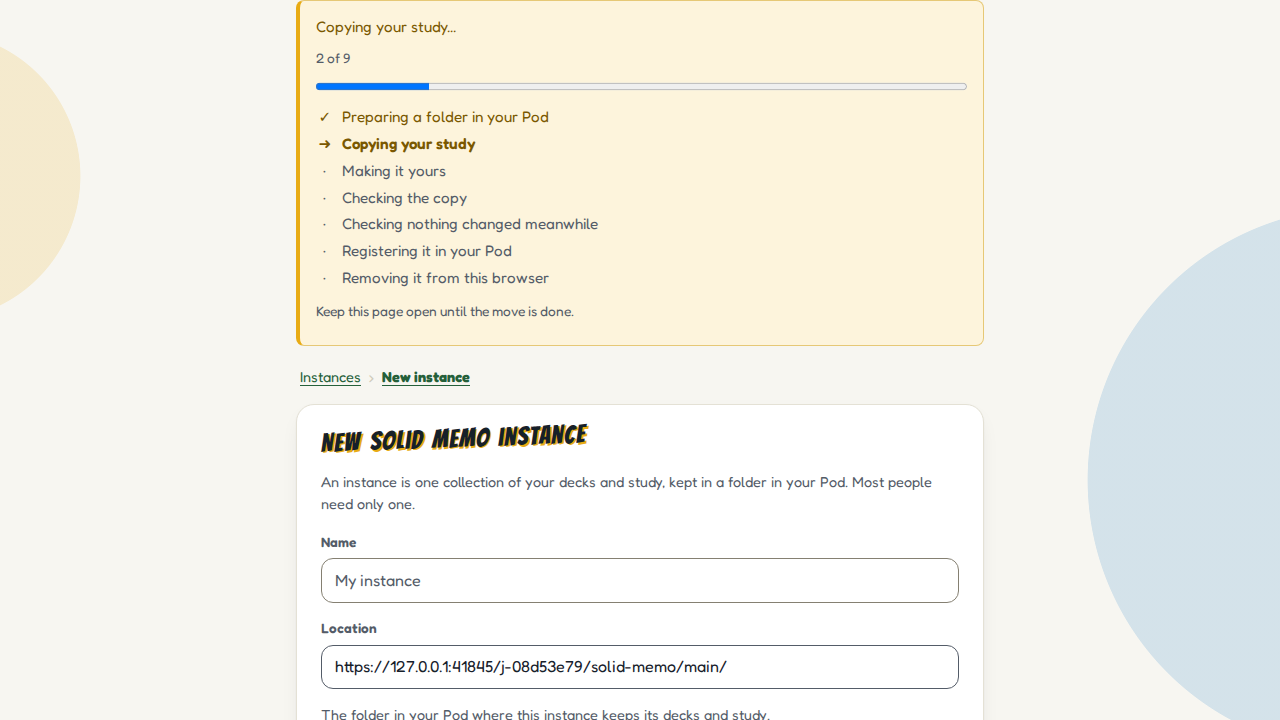 Copying your study...
2 of 9
✓ Preparing a folder in your Pod
➔ Copying your study
· Making it yours
· Checking the copy
· Checking nothing changed meanwhile
· Registering it in your Pod
· Removing it from this browser
Keep this page open until the move is done.
Instances › New instance
NEW SOLID MEMO INSTANCE
An instance is one collection of your decks and study, kept in a folder in your Pod. Most people
need only one.
Name
My instance
Location
https://127.0.0.1:41845/j-08d53e79/solid-memo/main/
The folder in your Pod where this instance keeps its decks and study.